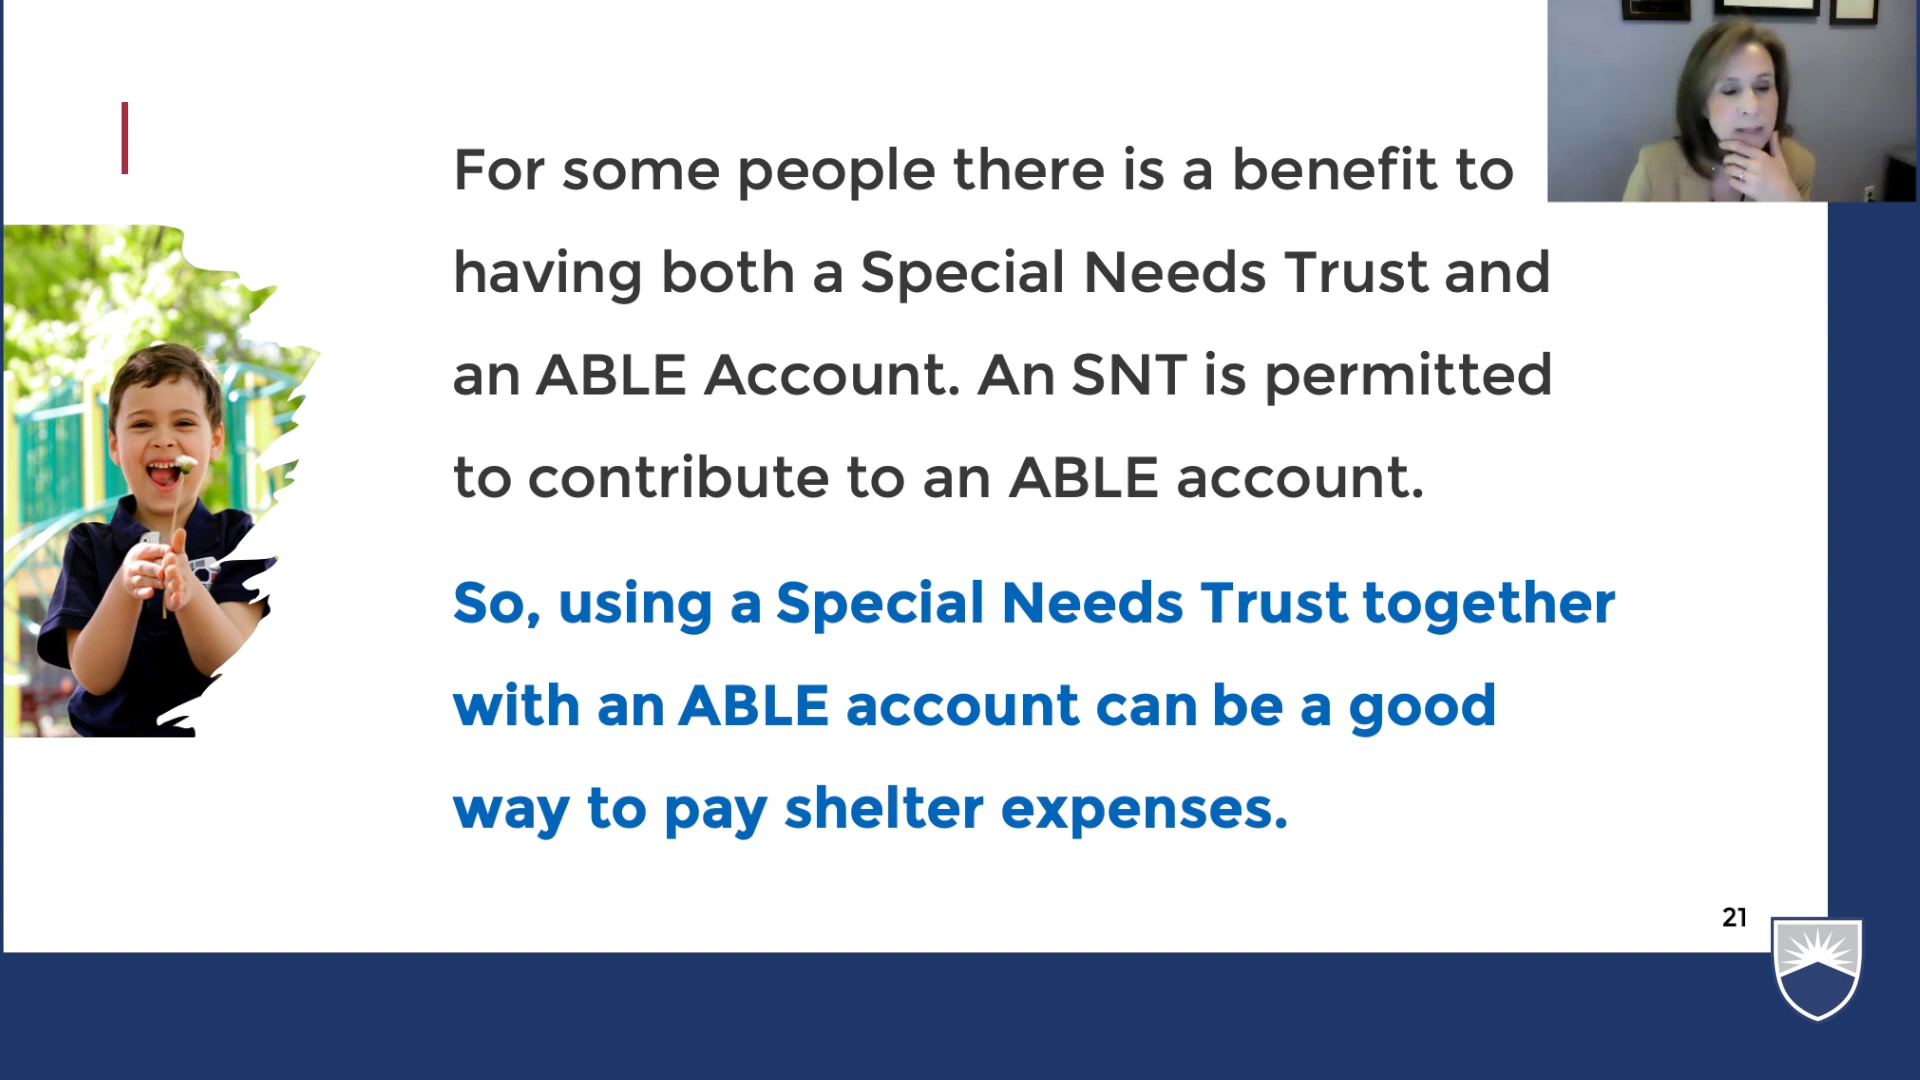 For some people there is a benefit to
having both a Special Needs Trust and
an ABLE Account. An SNT is permitted
to contribute to an ABLE account.
So, using a Special Needs Trust together
with an ABLE account can be a good
way to pay shelter expenses.
21